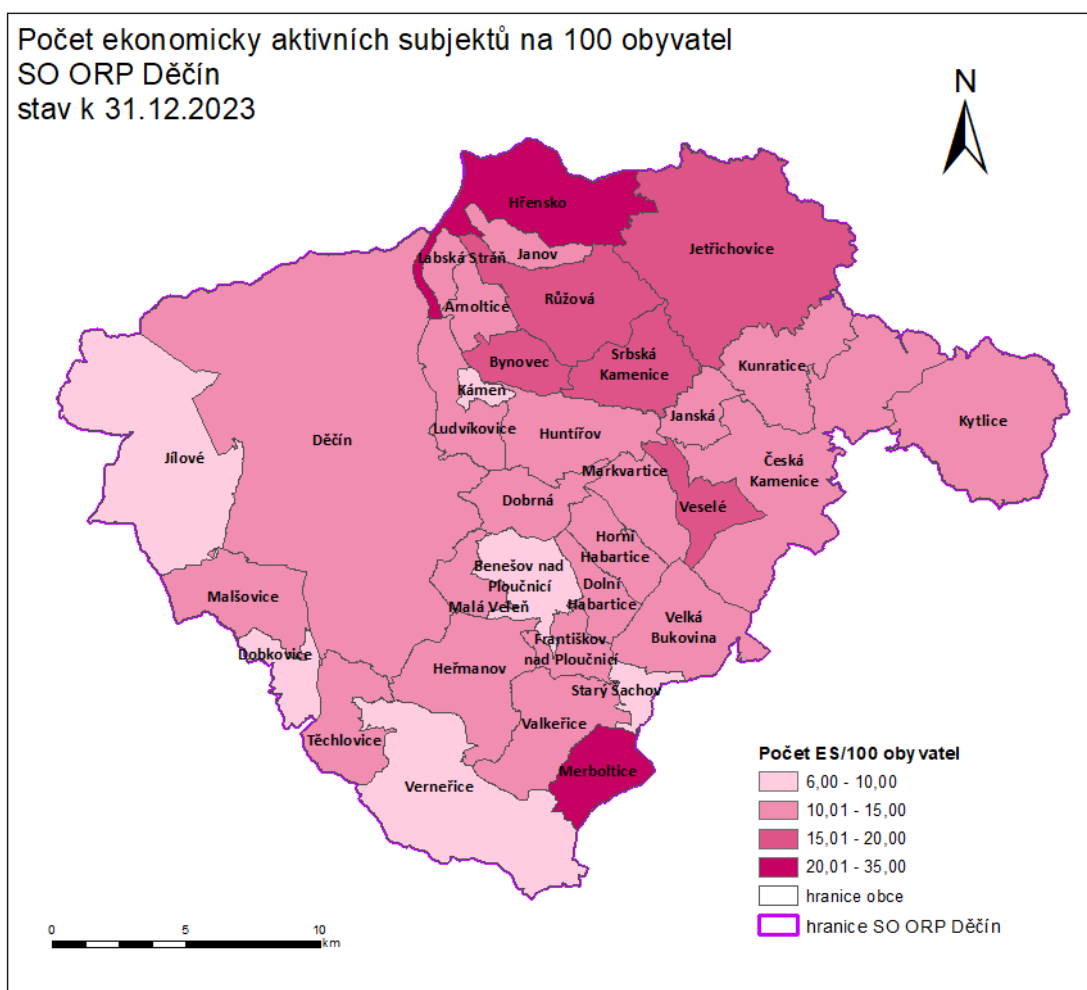 Počet ekonomicky aktivních subjektů na 100 obyvatel
SO ORP Děčín
stav k 31.12.2023
N
Hřensko
Jetřichovice
Labská Stráň
Janov
Růžová
Arnoltice
Bynovec
Srbská
Kamenice
Kunratice
Kámen
Janská
Kytlice
Ludvíkovice
Huntířov
Děčín
Jílové
Markvartice
Česká
Kamenice
Dobrná
Veselé
Horní
Habartice
Benešov nad
Ploučnicí
Dolní
Habartice
Malšovice
Malá Veleň
Velká
Bukovina
Dobkovice
Františkov
nad Ploučnicí
Heřmanov
Starý Šachov
Valkeřice
Těchlovice
Merboltice
Verneřice
Počet ES/100 obyvatel
6,00 - 10,00
10,01 - 15,00
15,01 - 20,00
20,01 - 35,00
hranice obce
hranice SO ORP Děčín
0 5 10
km